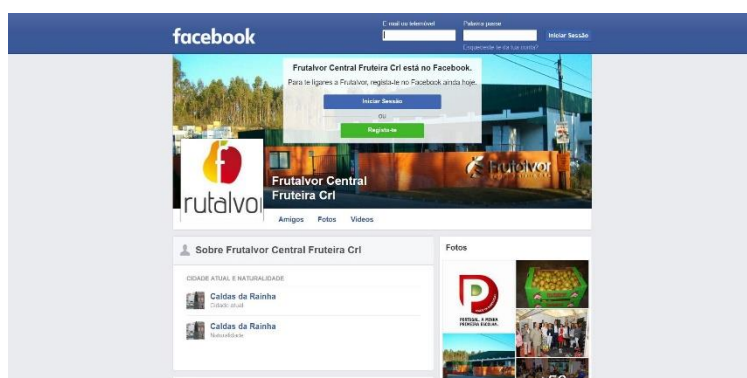 facebook
E-mail ou telemóvel
Palavra-passe
Iniciar Sessão
Esqueceste-te da tua conta?
Frutalvor Central Fruteira Crl está no Facebook.
Para te ligares a Frutalvor, regista-te no Facebook ainda hoje.
Iniciar Sessão
ou
Regista-te
Frutalvor
rutalvor
Frutalvor Central
Fruteira Crl
Amigos Fotos Vídeos
Sobre Frutalvor Central Fruteira Crl
CIDADE ATUAL E NATURALIDADE
Caldas da Rainha
Cidade atual
Caldas da Rainha
Naturalidade
Fotos
PORTUGAL. A MINHA
PRIMEIRA ESCOLHA.